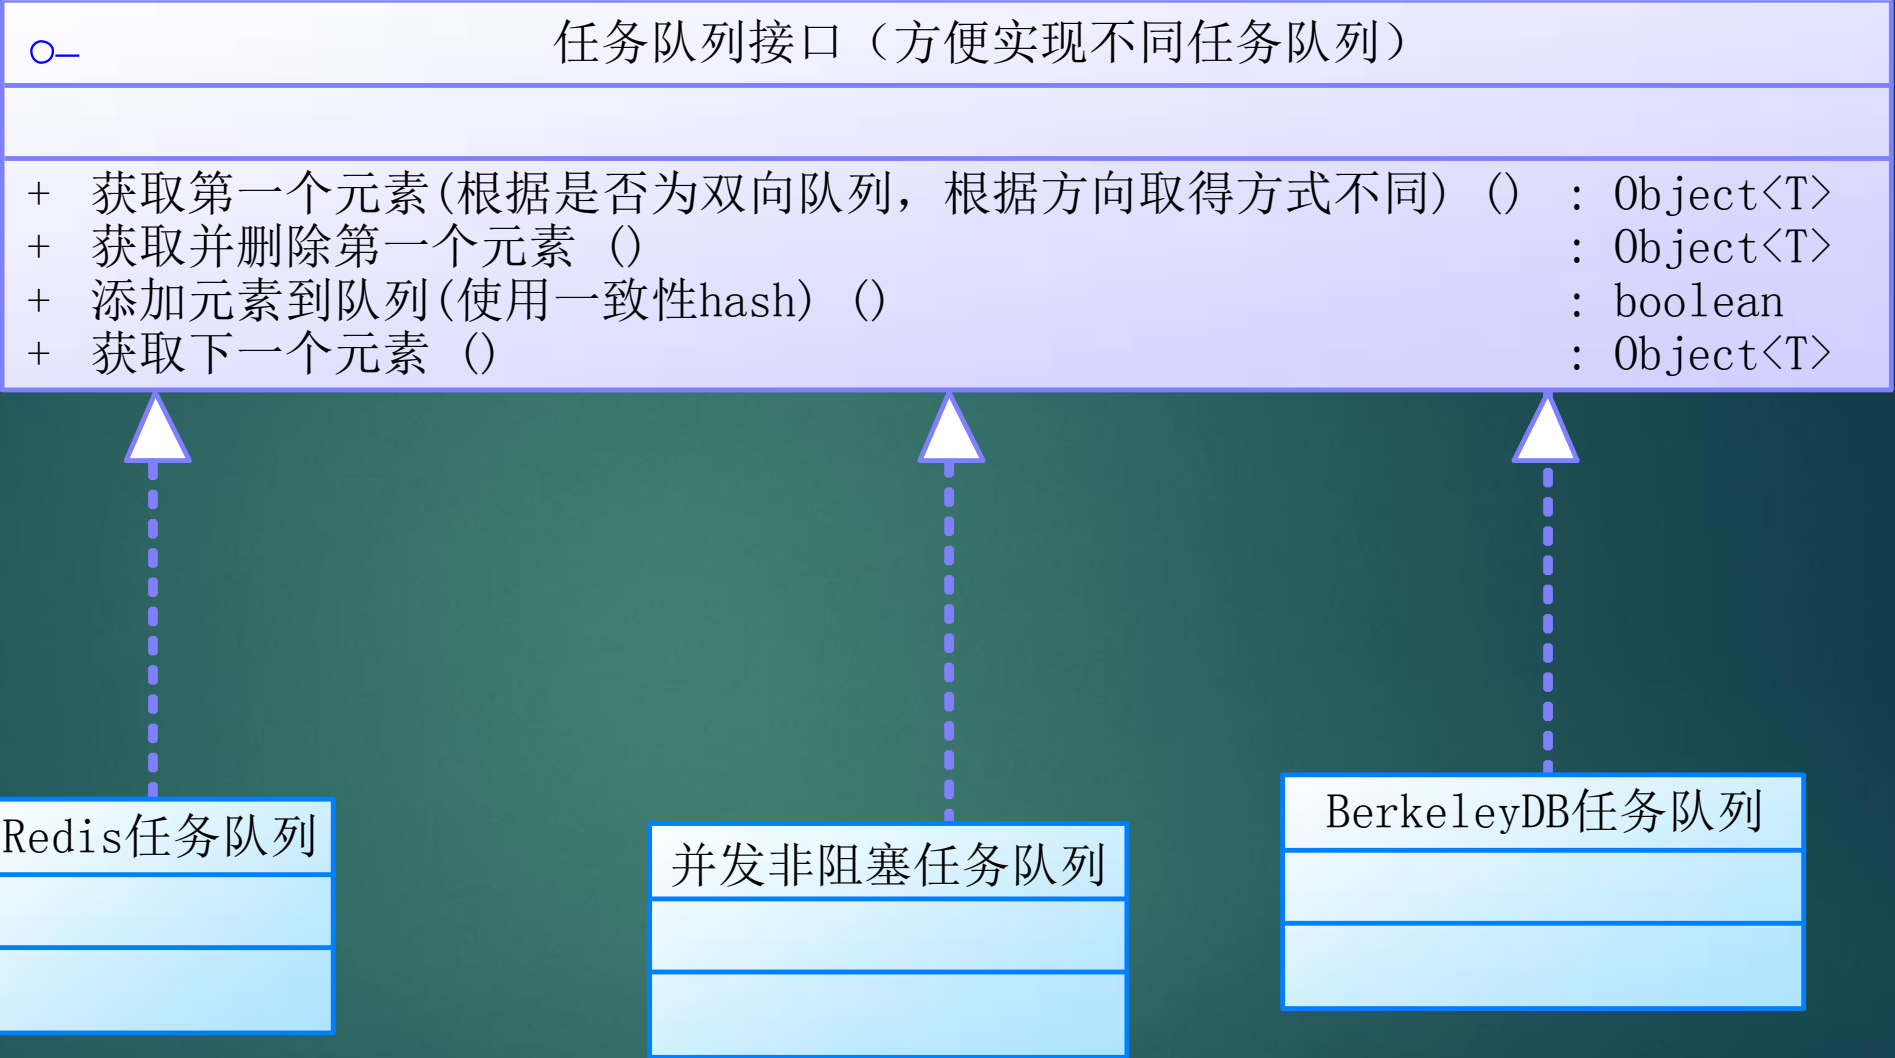 任务队列接口（方便实现不同任务队列）
+ 获取第一个元素(根据是否为双向队列，根据方向取得方式不同) () : Object<T>
+ 获取并删除第一个元素 () : Object<T>
+ 添加元素到队列(使用一致性hash) () : boolean
+ 获取下一个元素 () : Object<T>
Redis任务队列
并发非阻塞任务队列
BerkeleyDB任务队列